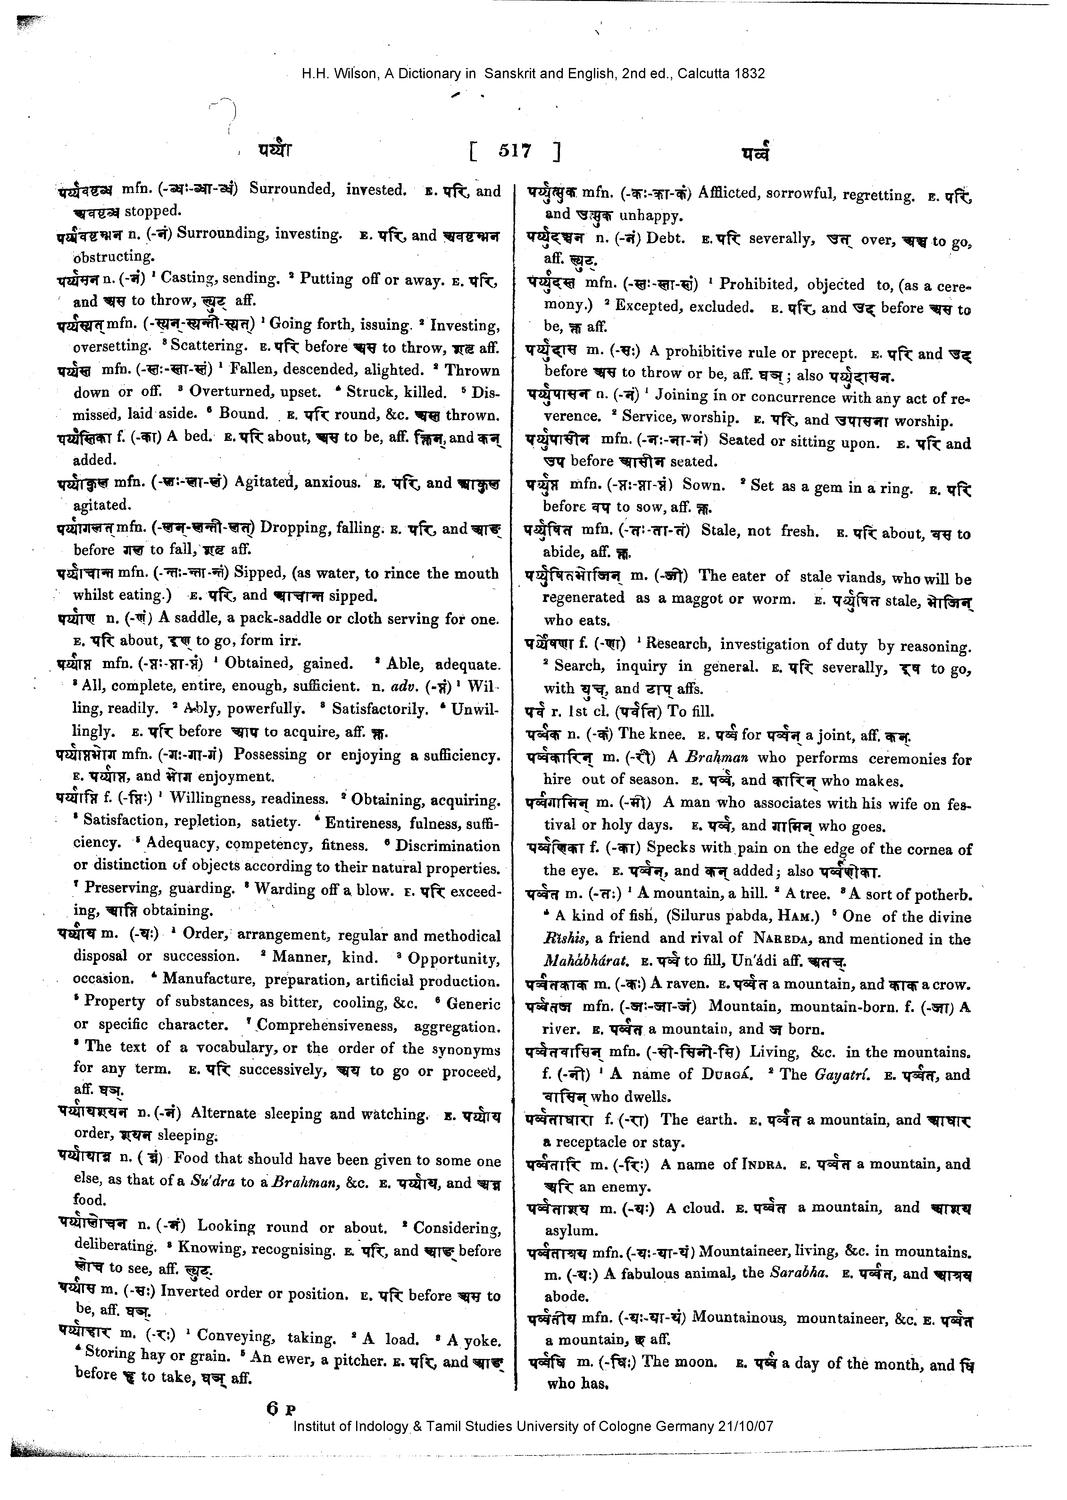 H.H. Wilson, A Dictionary in Sanskrit and English, 2nd ed., Calcutta 1832
पर्य्या
[ 517 ]
पर्व्व
पर्य्यवष्टब्ध mfn. (-ब्धः-ब्धा-ब्धं) Surrounded, invested. E. परि, and
अवष्टब्ध stopped.
पर्य्यवष्टम्भन n. (-नं) Surrounding, investing. E. परि, and अवष्टम्भन
obstructing.
पर्य्यसन n. (-नं) ¹ Casting, sending. ² Putting off or away. E. परि,
and अस to throw, ल्युट् aff.
पर्य्यस्यत् mfn. (-स्यन्-स्यन्ती-स्यत्) ¹ Going forth, issuing. ² Investing,
oversetting. ³ Scattering. E. परि before अस to throw, शतृ aff.
पर्य्यस्त mfn. (-स्तः-स्ता-स्तं) ¹ Fallen, descended, alighted. ² Thrown
down or off. ³ Overturned, upset. ⁴ Struck, killed. ⁵ Dis-
missed, laid aside. ⁶ Bound. E. परि round, &c. अस्त thrown.
पर्य्यस्तिका f. (-का) A bed. E. परि about, अस to be, aff. क्तिन्, and कन्
added.
पर्य्याकुल mfn. (-लः-ला-लं) Agitated, anxious. E. परि, and आकुल
agitated.
पर्य्यागलत् mfn. (-लन्-लन्ती-लत्) Dropping, falling. E. परि, and आङ्
before गल to fall, शतृ aff.
पर्य्याचान्त mfn. (-न्तः-न्ता-न्तं) Sipped, (as water, to rince the mouth
whilst eating.) E. परि, and आचान्त sipped.
पर्य्याण n. (-णं) A saddle, a pack-saddle or cloth serving for one.
E. परि about, इण to go, form irr.
पर्य्याप्त mfn. (-प्तः-प्ता-प्तं) ¹ Obtained, gained. ² Able, adequate.
³ All, complete, entire, enough, sufficient. n. adv. (-प्तं) ¹ Wil-
ling, readily. ² Ably, powerfully. ³ Satisfactorily. ⁴ Unwil-
lingly. E. परि before आप to acquire, aff. क्त.
पर्य्याप्तभोग mfn. (-गः-गा-गं) Possessing or enjoying a sufficiency.
E. पर्य्याप्त, and भोग enjoyment.
पर्य्याप्ति f. (-प्तिः) ¹ Willingness, readiness. ² Obtaining, acquiring.
³ Satisfaction, repletion, satiety. ⁴ Entireness, fulness, suffi-
ciency. ⁵ Adequacy, competency, fitness. ⁶ Discrimination
or distinction of objects according to their natural properties.
⁷ Preserving, guarding. ⁸ Warding off a blow. E. परि exceed-
ing, आप्ति obtaining.
पर्य्याय m. (-यः) ¹ Order, arrangement, regular and methodical
disposal or succession. ² Manner, kind. ³ Opportunity,
occasion. ⁴ Manufacture, preparation, artificial production.
⁵ Property of substances, as bitter, cooling, &c. ⁶ Generic
or specific character. ⁷ Comprehensiveness, aggregation.
⁸ The text of a vocabulary, or the order of the synonyms
for any term. E. परि successively, अय to go or proceed,
aff. घञ्.
पर्य्यायशयन n. (-नं) Alternate sleeping and watching. E. पर्य्याय
order, शयन sleeping.
पर्य्यायान्न n. ( न्नं) Food that should have been given to some one
else, as that of a Su'dra to a Brahman, &c. E. पर्य्याय, and अन्न
food.
पर्य्यालोचन n. (-नं) Looking round or about. ² Considering,
deliberating. ³ Knowing, recognising. E. परि, and आङ् before
लोच to see, aff. ल्युट्.
पर्य्यास m. (-सः) Inverted order or position. E. परि before अस to
be, aff. घञ्.
पर्य्याहार m. (-रः) ¹ Conveying, taking. ² A load. ³ A yoke.
⁴ Storing hay or grain. ⁵ An ewer, a pitcher. E. परि, and आङ्
before हृ to take, घञ् aff.
6 P
पर्य्युत्सुक mfn. (-कः-का-कं) Afflicted, sorrowful, regretting. E. परि,
and उत्सुक unhappy.
पर्य्युदञ्चन n. (-नं) Debt. E. परि severally, उत् over, अञ्च to go,
aff. ल्युट्.
पर्य्युदस्त mfn. (-स्तः-स्ता-स्तं) ¹ Prohibited, objected to, (as a cere-
mony.) ² Excepted, excluded. E. परि, and उद् before अस to
be, क्त aff.
पर्य्युदास m. (-सः) A prohibitive rule or precept. E. परि and उद्
before अस to throw or be, aff. घञ्; also पर्य्युदासन.
पर्य्युपासन n. (-नं) ¹ Joining in or concurrence with any act of re-
verence. ² Service, worship. E. परि, and उपासना worship.
पर्य्युपासीन mfn. (-नः-ना-नं) Seated or sitting upon. E. परि and
उप before आसीन seated.
पर्य्युप्त mfn. (-प्तः-प्ता-प्तं) Sown. ² Set as a gem in a ring. E. परि
before वप to sow, aff. क्त.
पर्य्युषित mfn. (-तः-ता-तं) Stale, not fresh. E. परि about, वस to
abide, aff. क्त.
पर्य्युषितभोजिन् m. (-जी) The eater of stale viands, who will be
regenerated as a maggot or worm. E. पर्य्युषित stale, भोजिन्
who eats.
पर्य्येषणा f. (-णा) ¹ Research, investigation of duty by reasoning.
² Search, inquiry in general. E. परि severally, इष to go,
with युच्, and टाप् affs.
पर्व r. 1st cl. (पर्वति) To fill.
पर्व्वक n. (-कं) The knee. E. पर्व्व for पर्व्वन् a joint, aff. कन्.
पर्व्वकारिन् m. (-री) A Brahman who performs ceremonies for
hire out of season. E. पर्व्व, and कारिन् who makes.
पर्व्वगामिन् m. (-मी) A man who associates with his wife on fes-
tival or holy days. E. पर्व्व, and गामिन् who goes.
पर्व्वणिका f. (-का) Specks with pain on the edge of the cornea of
the eye. E. पर्व्वन्, and कन् added; also पर्व्वणीका.
पर्व्वत m. (-तः) ¹ A mountain, a hill. ² A tree. ³ A sort of potherb.
⁴ A kind of fish, (Silurus pabda, HAM.) ⁵ One of the divine
Rishis, a friend and rival of NAREDA, and mentioned in the
Mahábhárat. E. पर्व्व to fill, Un'ádi aff. अतच्.
पर्व्वतकाक m. (-कः) A raven. E. पर्व्वत a mountain, and काक a crow.
पर्व्वतज mfn. (-जः-जा-जं) Mountain, mountain-born. f. (-जा) A
river. E. पर्व्वत a mountain, and ज born.
पर्व्वतवासिन् mfn. (-सी-सिनी-सि) Living, &c. in the mountains.
f. (-नी) ¹ A name of DURGÁ. ² The Gayatrí. E. पर्व्वत, and
वासिन् who dwells.
पर्व्वताधारा f. (-रा) The earth. E. पर्व्वत a mountain, and आधार
a receptacle or stay.
पर्व्वतारि m. (-रिः) A name of INDRA. E. पर्व्वत a mountain, and
अरि an enemy.
पर्व्वताशय m. (-यः) A cloud. E. पर्व्वत a mountain, and आशय
asylum.
पर्व्वताश्रय mfn. (-यः-या-यं) Mountaineer, living, &c. in mountains.
m. (-यः) A fabulous animal, the Sarabha. E. पर्व्वत, and आश्रय
abode.
पर्व्वतीय mfn. (-यः-या-यं) Mountainous, mountaineer, &c. E. पर्व्वत
a mountain, छ aff.
पर्व्वधि m. (-धिः) The moon. E. पर्व्व a day of the month, and धि
who has.
Institut of Indology & Tamil Studies University of Cologne Germany 21/10/07